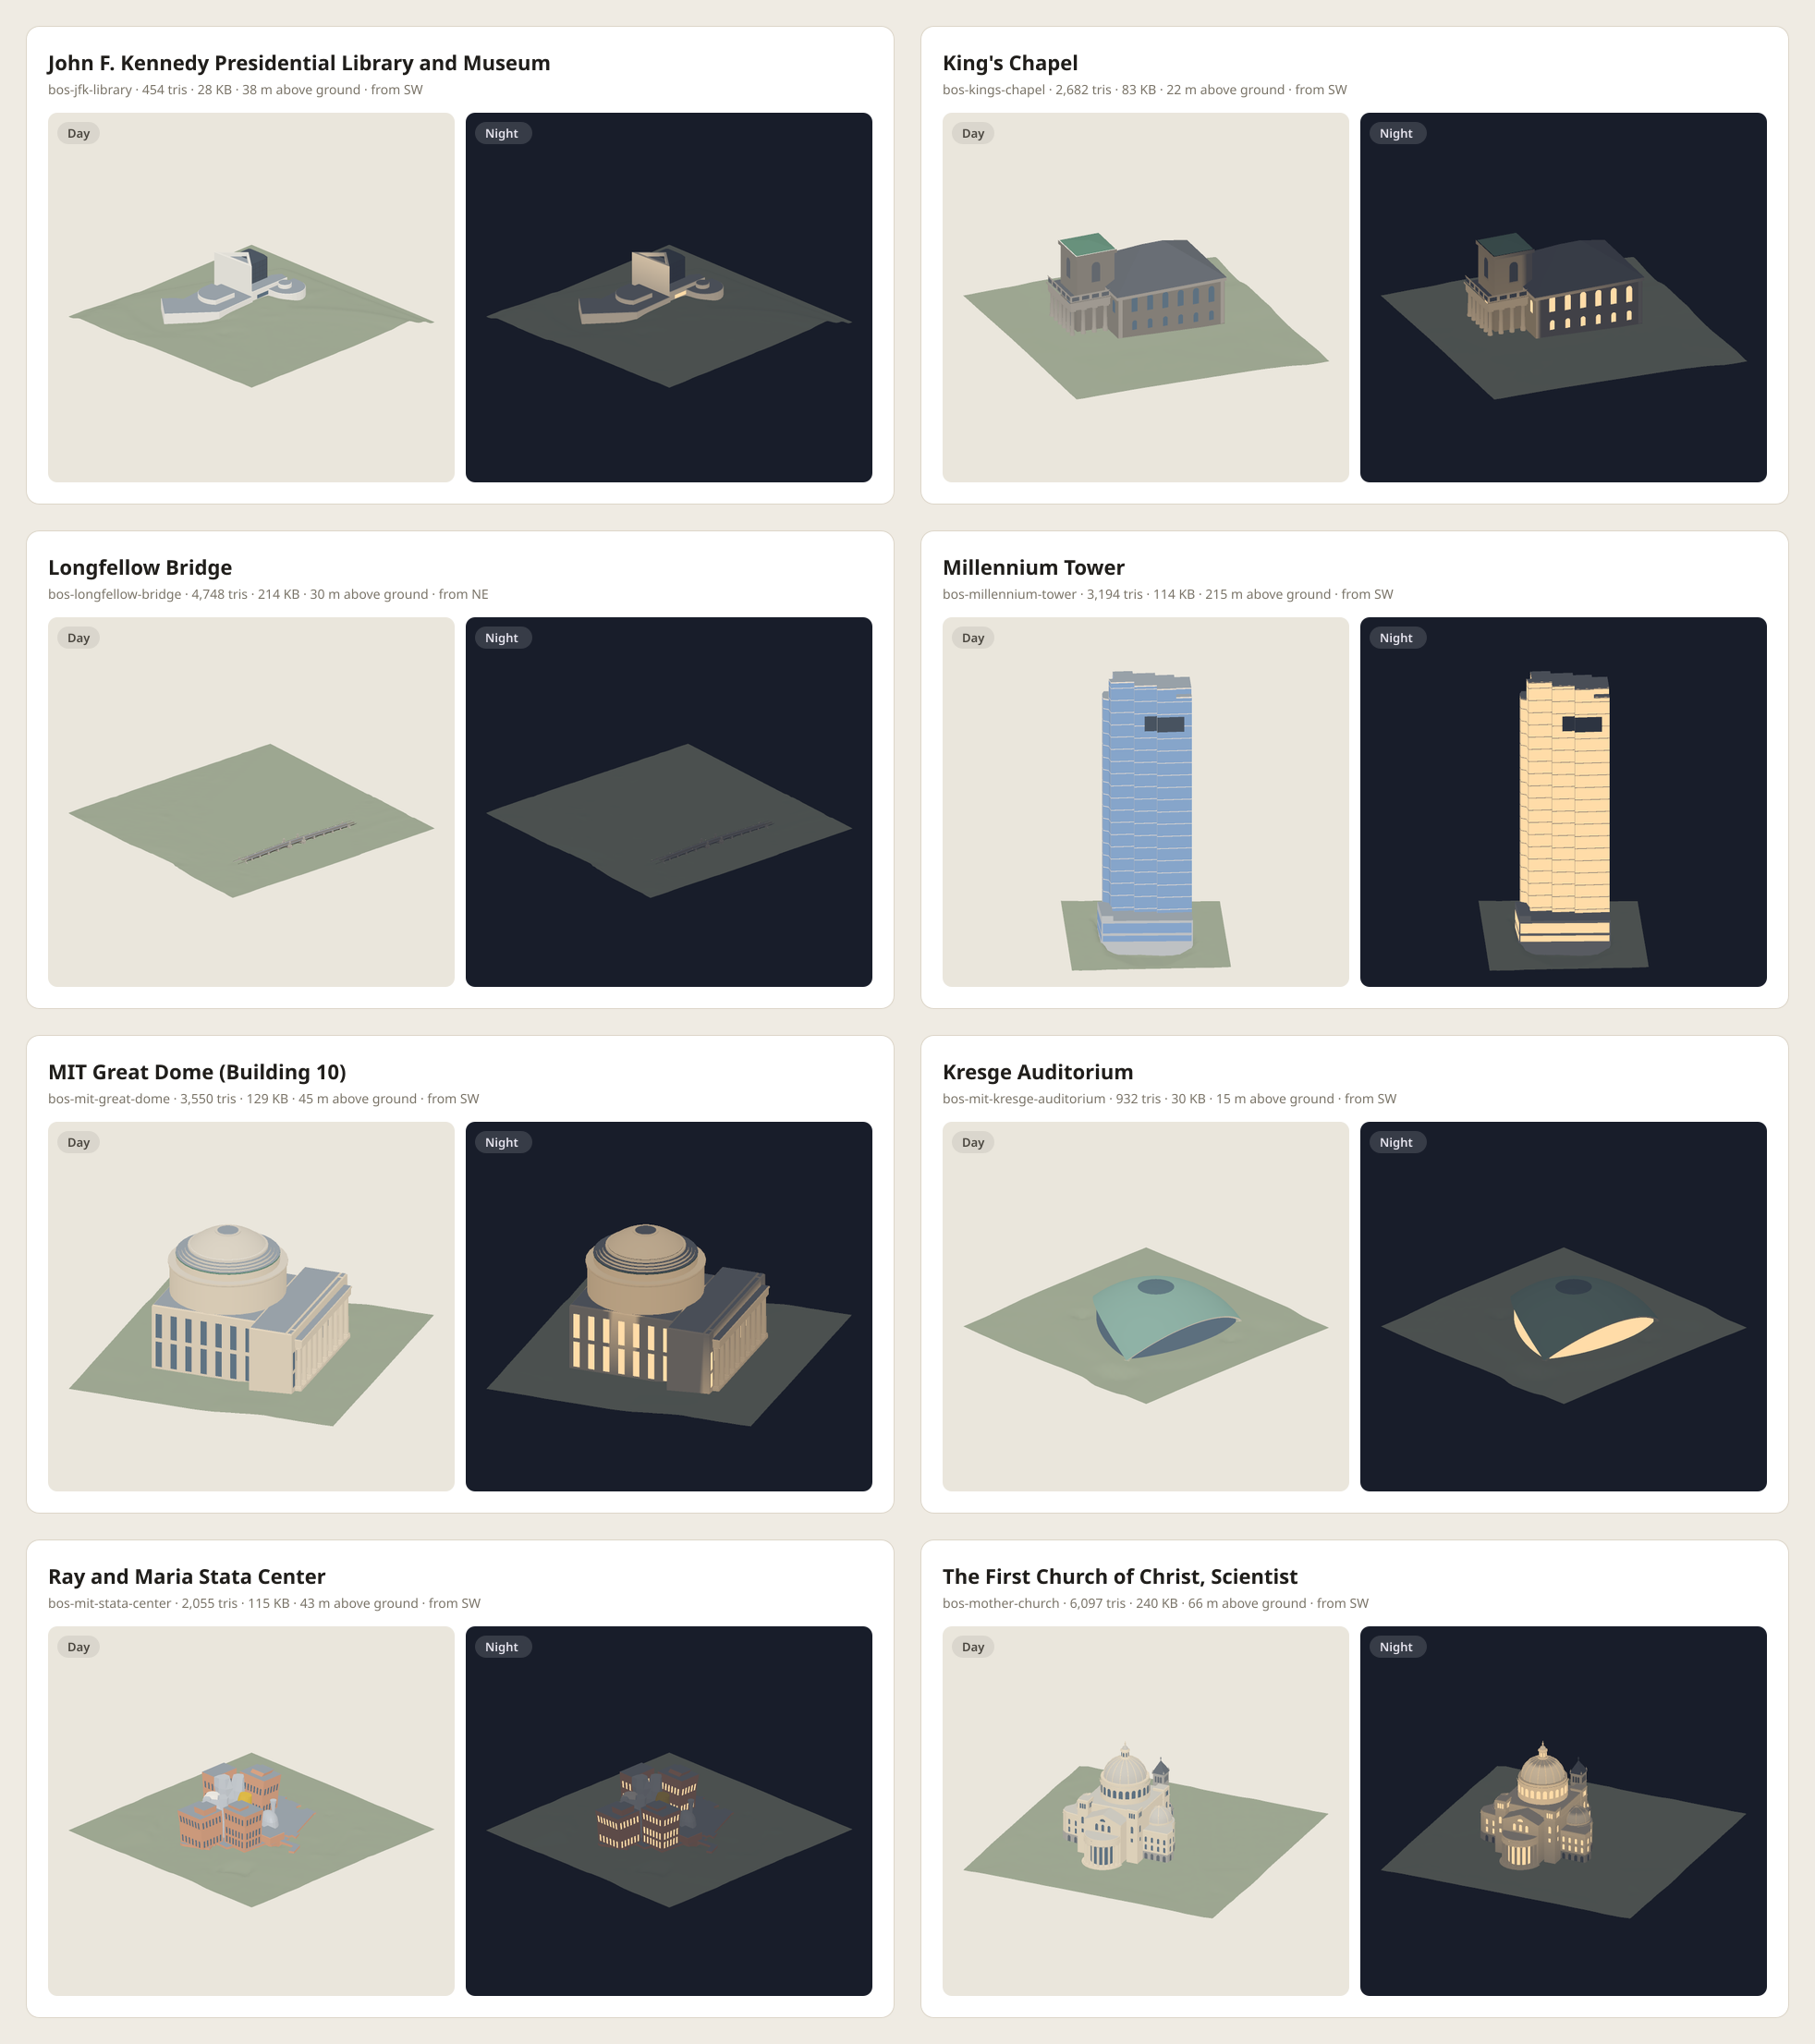 John F. Kennedy Presidential Library and Museum
bos-jfk-library · 454 tris · 28 KB · 38 m above ground · from SW
Day
Night
King's Chapel
bos-kings-chapel · 2,682 tris · 83 KB · 22 m above ground · from SW
Day
Night
Longfellow Bridge
bos-longfellow-bridge · 4,748 tris · 214 KB · 30 m above ground · from NE
Day
Night
Millennium Tower
bos-millennium-tower · 3,194 tris · 114 KB · 215 m above ground · from SW
Day
Night
MIT Great Dome (Building 10)
bos-mit-great-dome · 3,550 tris · 129 KB · 45 m above ground · from SW
Day
Night
Kresge Auditorium
bos-mit-kresge-auditorium · 932 tris · 30 KB · 15 m above ground · from SW
Day
Night
Ray and Maria Stata Center
bos-mit-stata-center · 2,055 tris · 115 KB · 43 m above ground · from SW
Day
Night
The First Church of Christ, Scientist
bos-mother-church · 6,097 tris · 240 KB · 66 m above ground · from SW
Day
Night